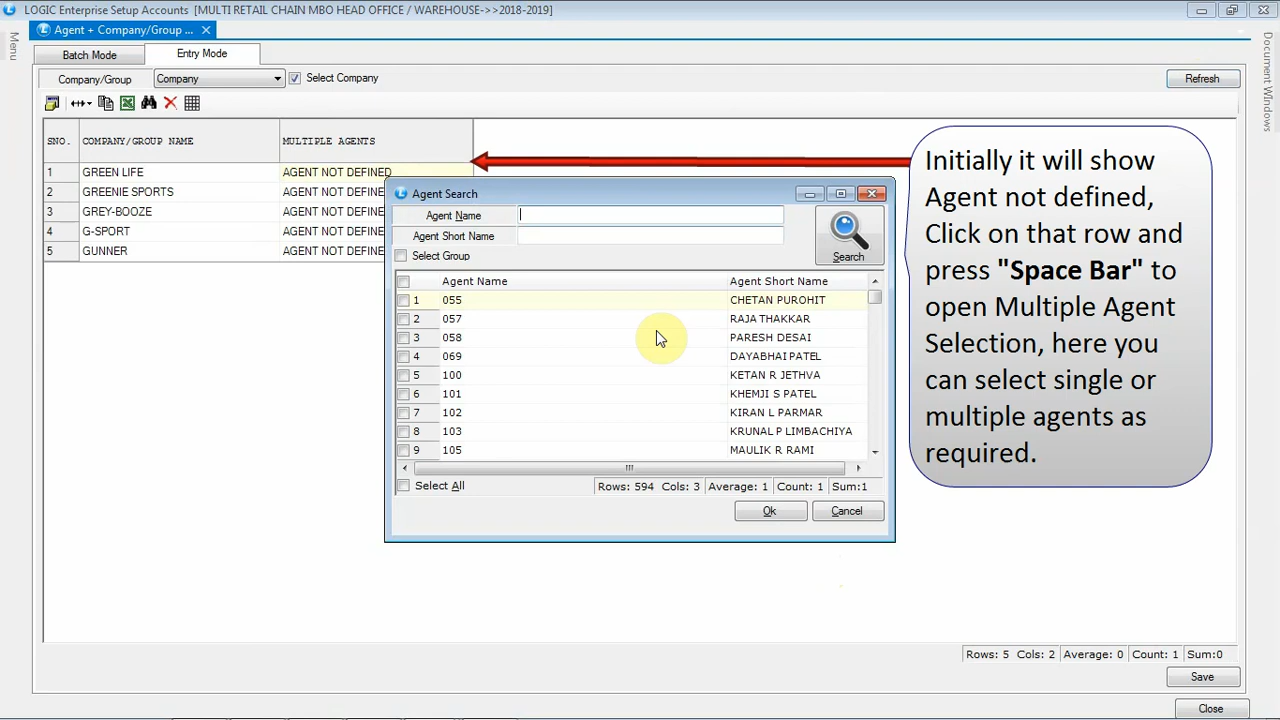 LOGIC Enterprise Setup Accounts [MULTI RETAIL CHAIN MBO HEAD OFFICE / WAREHOUSE->>2018-2019]
Menu
Agent + Company/Group ...
Document WIndows
Batch Mode Entry Mode
Company/Group Company Select Company Refresh
SNO. COMPANY/GROUP NAME MULTIPLE AGENTS
1 GREEN LIFE AGENT NOT DEFINED
2 GREENIE SPORTS AGENT NOT DEFINE
3 GREY-BOOZE AGENT NOT DEFINE
4 G-SPORT AGENT NOT DEFINE
5 GUNNER AGENT NOT DEFINE
Agent Search
Agent Name
Agent Short Name
Search
Select Group
Agent Name Agent Short Name
1 055 CHETAN PUROHIT
2 057 RAJA THAKKAR
3 058 PARESH DESAI
4 069 DAYABHAI PATEL
5 100 KETAN R JETHVA
6 101 KHEMJI S PATEL
7 102 KIRAN L PARMAR
8 103 KRUNAL P LIMBACHIYA
9 105 MAULIK R RAMI
Select All Rows: 594 Cols: 3 Average: 1 Count: 1 Sum:1
Ok Cancel
Initially it will show
Agent not defined,
Click on that row and
press "Space Bar" to
open Multiple Agent
Selection, here you
can select single or
multiple agents as
required.
Rows: 5 Cols: 2 Average: 0 Count: 1 Sum:0
Save
Close